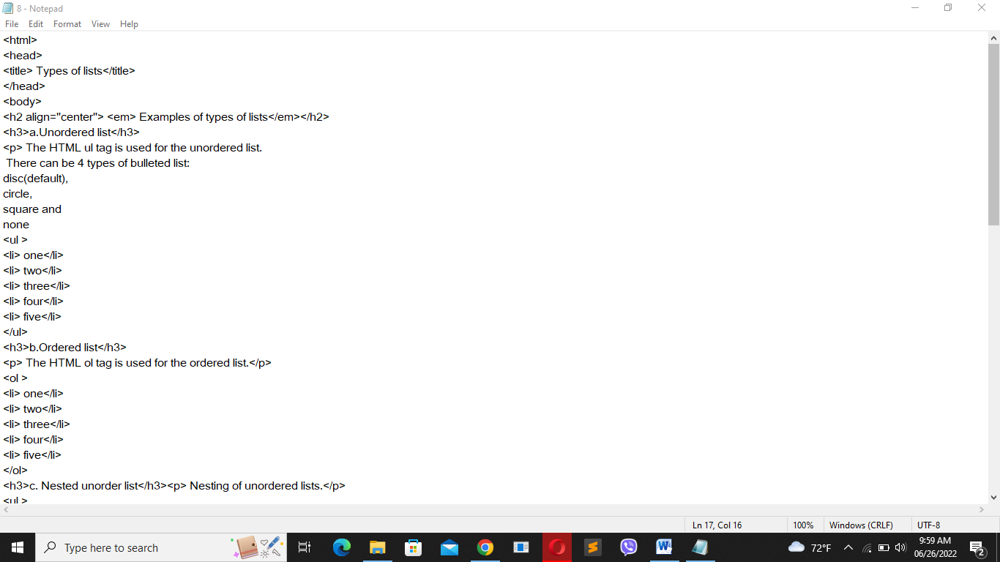 8 - Notepad
File Edit Format View Help
<html>
<head>
<title> Types of lists</title>
</head>
<body>
<h2 align="center"> <em> Examples of types of lists</em></h2>
<h3>a.Unordered list</h3>
<p> The HTML ul tag is used for the unordered list.
 There can be 4 types of bulleted list:
disc(default),
circle,
square and
none
<ul >
<li> one</li>
<li> two</li>
<li> three</li>
<li> four</li>
<li> five</li>
</ul>
<h3>b.Ordered list</h3>
<p> The HTML ol tag is used for the ordered list.</p>
<ol >
<li> one</li>
<li> two</li>
<li> three</li>
<li> four</li>
<li> five</li>
</ol>
<h3>c. Nested unorder list</h3><p> Nesting of unordered lists.</p>
<ul >
Ln 17, Col 16 100% Windows (CRLF) UTF-8
Type here to search
W
72°F
9:59 AM
06/26/2022
2